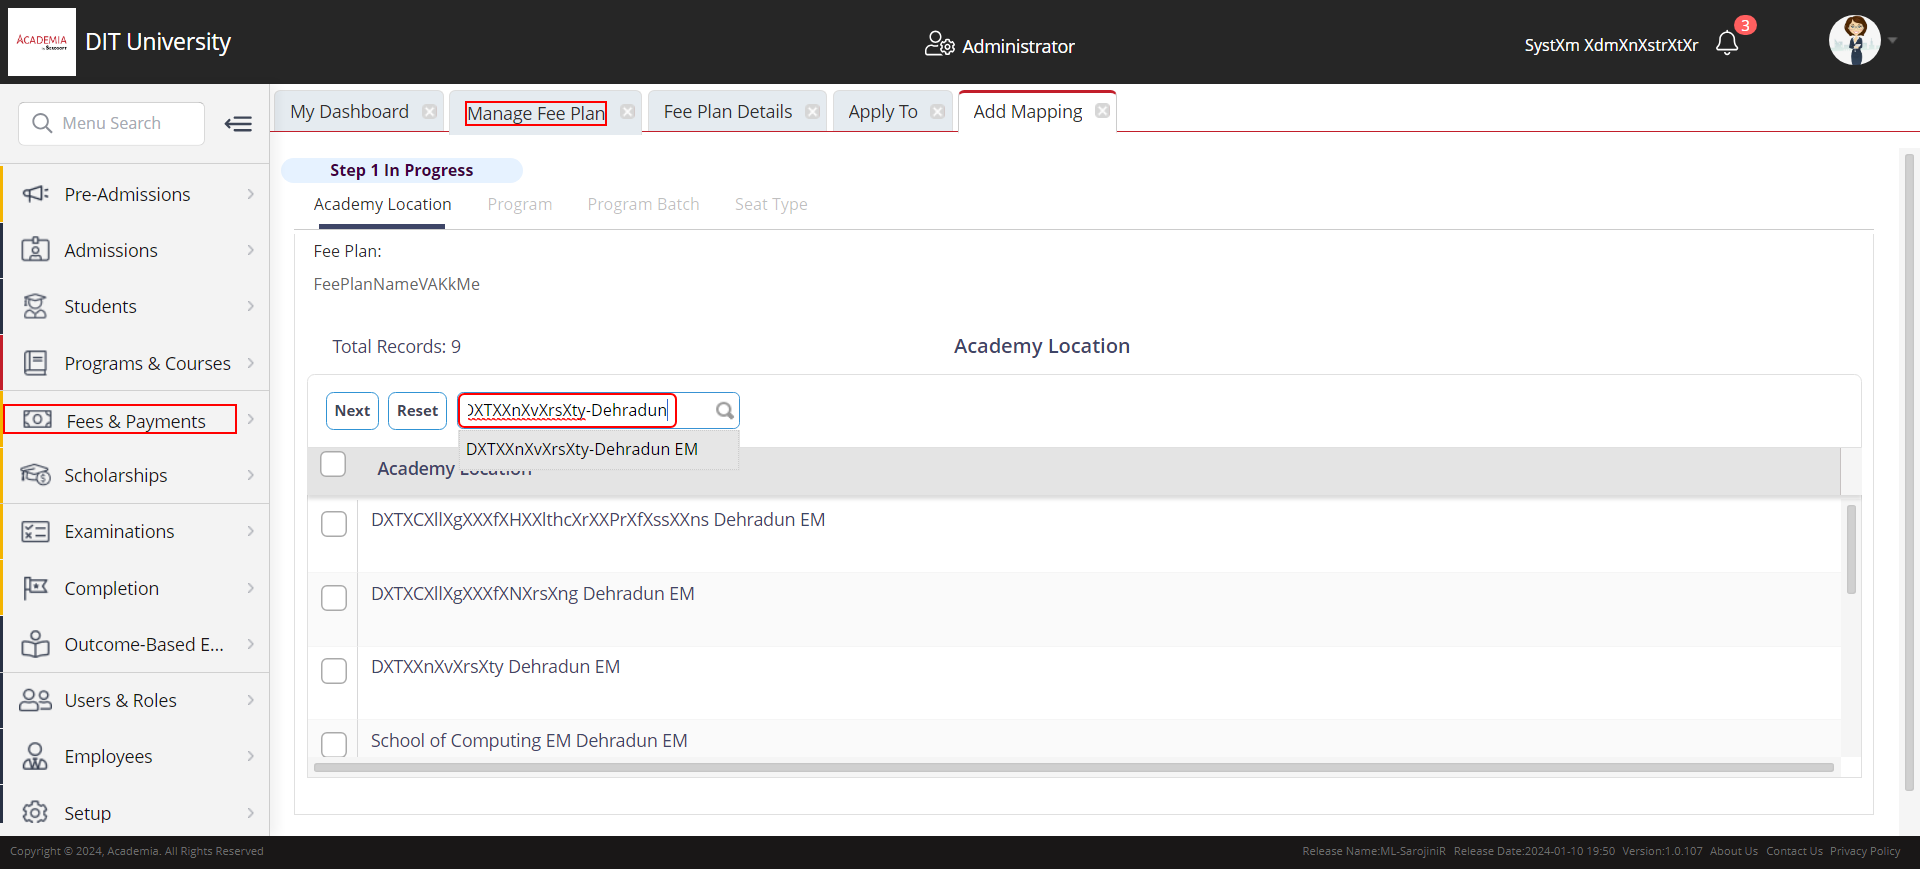 ACADEMIA
by SEROSOFT
DIT University
Administrator
SystXm XdmXnXstrXtXr
3
Menu Search
My Dashboard
Manage Fee Plan
Fee Plan Details
Apply To
Add Mapping
Pre-Admissions
Admissions
Students
Programs & Courses
Fees & Payments
Scholarships
Examinations
Completion
Outcome-Based E...
Users & Roles
Employees
Setup
Step 1 In Progress
Academy Location
Program
Program Batch
Seat Type
Fee Plan:
FeePlanNameVAKkMe
Total Records: 9
Academy Location
Next
Reset
DXTXXnXvXrsXty-Dehradun
DXTXXnXvXrsXty-Dehradun EM
Academy Location
DXTXCXllXgXXXfXHXXlthcXrXXPrXfXssXXns Dehradun EM
DXTXCXllXgXXXfXNXrsXng Dehradun EM
DXTXXnXvXrsXty Dehradun EM
School of Computing EM Dehradun EM
Copyright © 2024, Academia. All Rights Reserved
Release Name:ML-SarojiniR Release Date:2024-01-10 19:50 Version:1.0.107 About Us Contact Us Privacy Policy